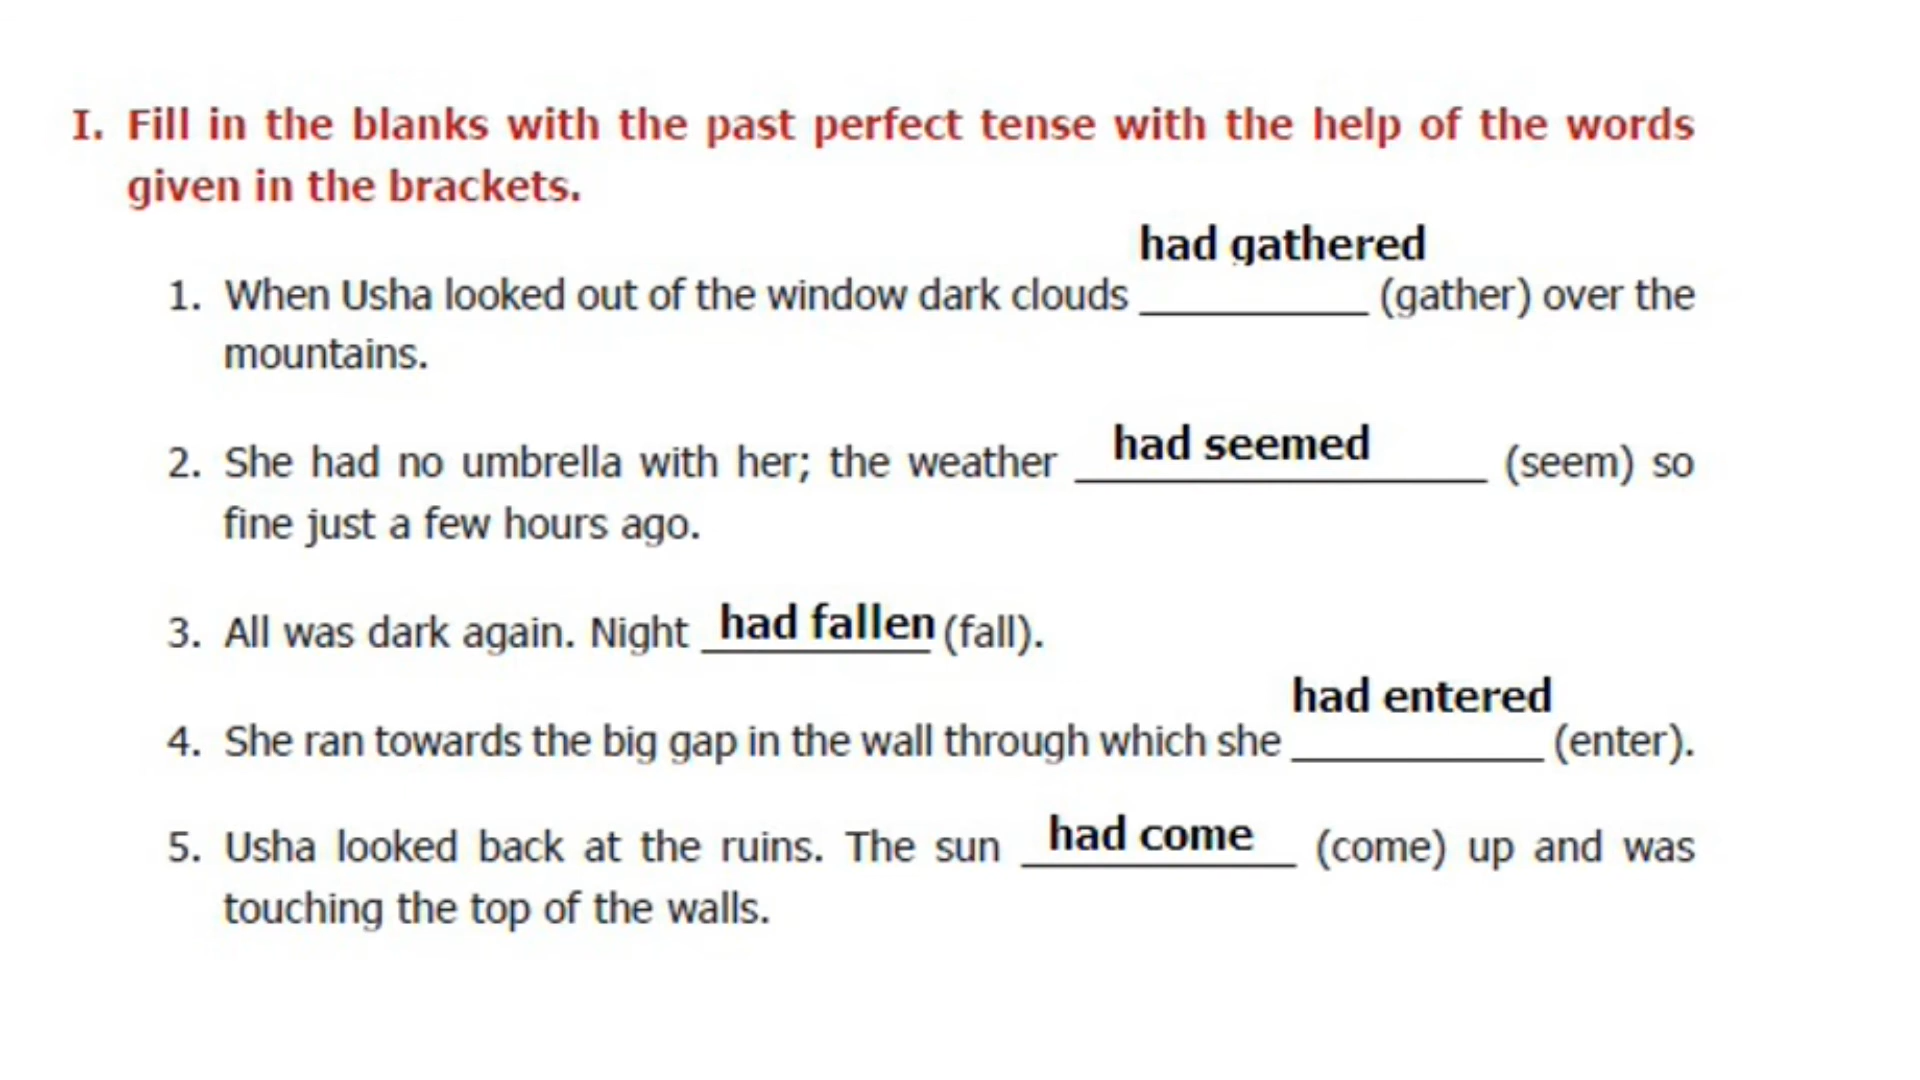 I. Fill in the blanks with the past perfect tense with the help of the words
given in the brackets.
had gathered
1. When Usha looked out of the window dark clouds __________ (gather) over the
mountains.
2. She had no umbrella with her; the weather had seemed (seem) so
fine just a few hours ago.
3. All was dark again. Night had fallen (fall).
had entered
4. She ran towards the big gap in the wall through which she ___________ (enter).
5. Usha looked back at the ruins. The sun had come (come) up and was
touching the top of the walls.